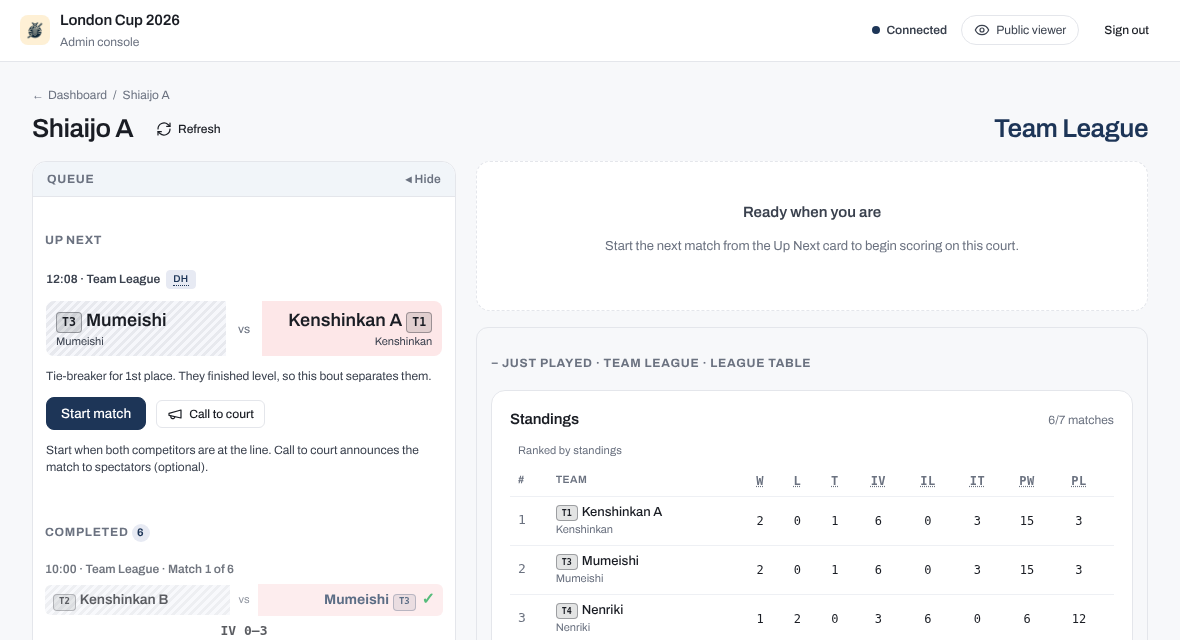 London Cup 2026
Admin console
Connected
Public viewer
Sign out
← Dashboard / Shiaijo A
Shiaijo A
Refresh
Team League
QUEUE
◂ Hide
UP NEXT
12:08 · Team League DH
T3 Mumeishi
Mumeishi
vs
Kenshinkan A T1
Kenshinkan
Tie-breaker for 1st place. They finished level, so this bout separates them.
Start match
Call to court
Start when both competitors are at the line. Call to court announces the
match to spectators (optional).
COMPLETED 6
10:00 · Team League · Match 1 of 6
T2 Kenshinkan B vs Mumeishi T3 ✓
IV 0–3
Ready when you are
Start the next match from the Up Next card to begin scoring on this court.
– JUST PLAYED · TEAM LEAGUE · LEAGUE TABLE
Standings
6/7 matches
Ranked by standings
# TEAM W L T IV IL IT PW PL
1 T1 Kenshinkan A 2 0 1 6 0 3 15 3
Kenshinkan
2 T3 Mumeishi 2 0 1 6 0 3 15 3
Mumeishi
3 T4 Nenriki 1 2 0 3 6 0 6 12
Nenriki